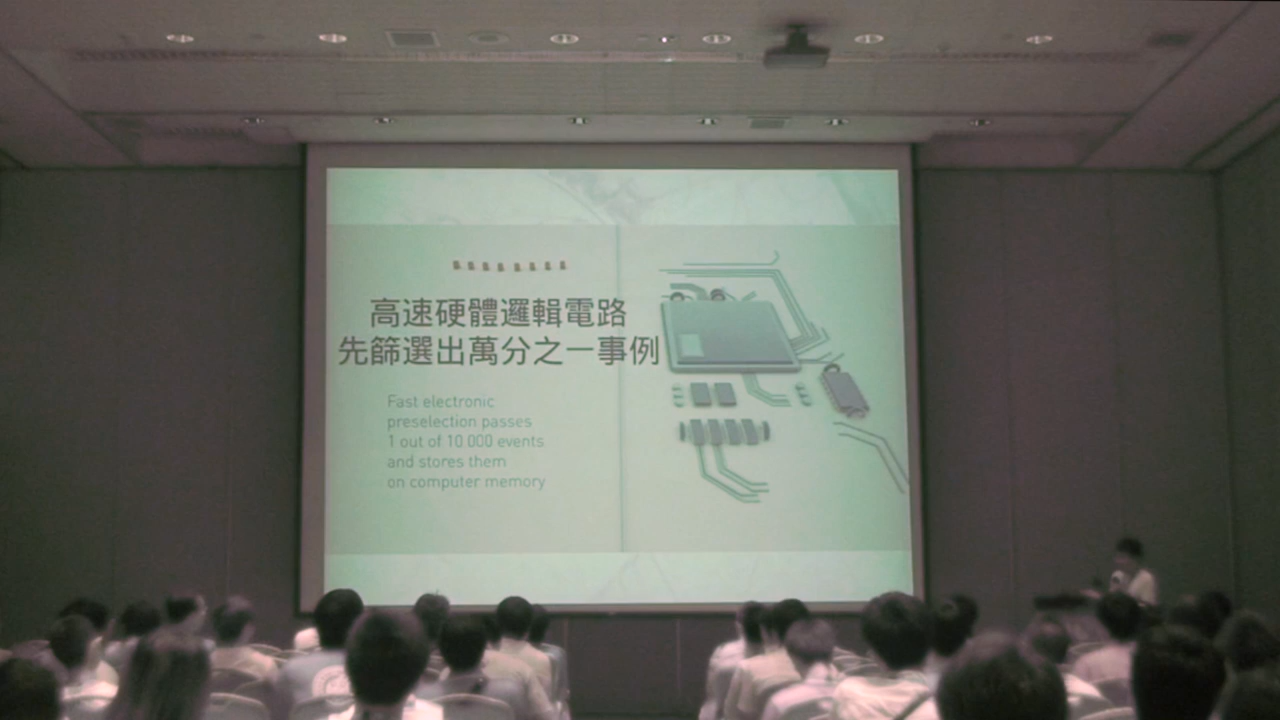 高速硬體邏輯電路
先篩選出萬分之一事例
Fast electronic
preselection passes
1 out of 10 000 events
and stores them
on computer memory